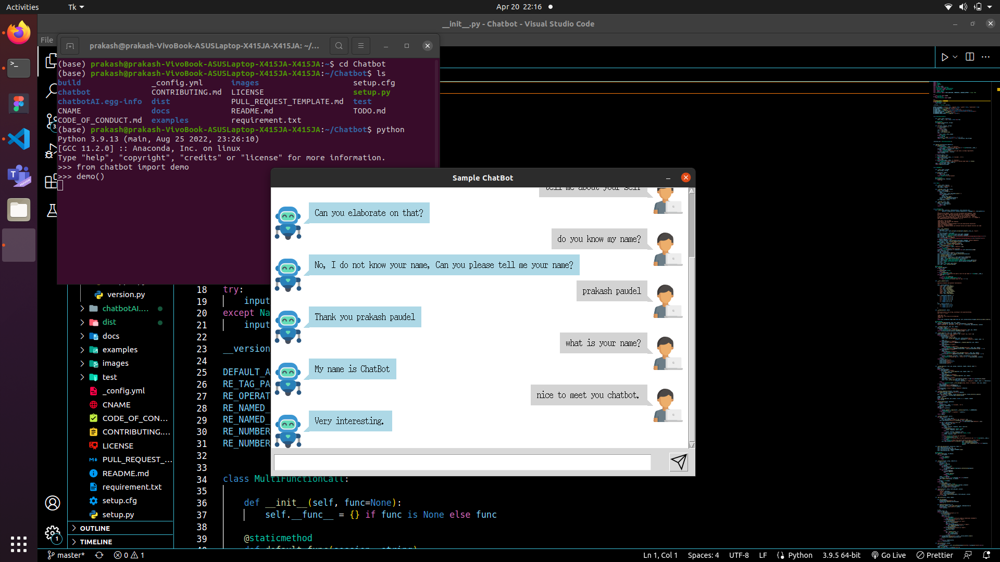 Activities
Tk
Apr 20 22:16
__init__.py - Chatbot - Visual Studio Code
File
prakash@prakash-VivoBook-ASUSLaptop-X415JA-X415JA: ~/...
(base) prakash@prakash-VivoBook-ASUSLaptop-X415JA-X415JA:~$ cd Chatbot
(base) prakash@prakash-VivoBook-ASUSLaptop-X415JA-X415JA:~/Chatbot$ ls
build _config.yml images setup.cfg
chatbot CONTRIBUTING.md LICENSE setup.py
chatbotAI.egg-info dist PULL_REQUEST_TEMPLATE.md test
CNAME docs README.md TODO.md
CODE_OF_CONDUCT.md examples requirement.txt
(base) prakash@prakash-VivoBook-ASUSLaptop-X415JA-X415JA:~/Chatbot$ python
Python 3.9.13 (main, Aug 25 2022, 23:26:10)
[GCC 11.2.0] :: Anaconda, Inc. on linux
Type "help", "copyright", "credits" or "license" for more information.
>>> from chatbot import demo
>>> demo()
Sample ChatBot
tell me about your self
Can you elaborate on that?
do you know my name?
No, I do not know your name, Can you please tell me your name?
prakash paudel
Thank you prakash paudel
what is your name?
My name is ChatBot
nice to meet you chatbot.
Very interesting.
version.py
chatbotAI....
dist
docs
examples
images
test
_config.yml
CNAME
CODE_OF_CON...
CONTRIBUTING....
LICENSE
PULL_REQUEST_...
README.md
requirement.txt
setup.cfg
setup.py
OUTLINE
TIMELINE
18 try:
19 input
20 except Na
21 input
22
23 __version
24
25 DEFAULT_A
26 RE_TAG_PA
27 RE_OPERAT
28 RE_NAMED_
29 RE_NAMED_
30 RE_NUMBER
31 RE_NUMBER
32
33
34 class MultiFunctionCall:
35
36 def __init__(self, func=None):
37 self.__func__ = {} if func is None else func
38
39 @staticmethod
40 def default_func(session, string)
3
1
master*
0 1
Ln 1, Col 1
Spaces: 4
UTF-8
LF
Python
3.9.5 64-bit
Go Live
Prettier